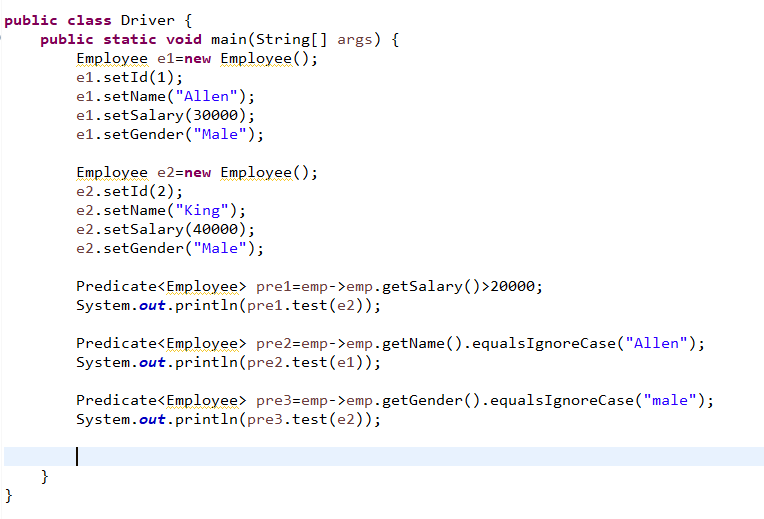 public class Driver {
    public static void main(String[] args) {
        Employee e1=new Employee();
        e1.setId(1);
        e1.setName("Allen");
        e1.setSalary(30000);
        e1.setGender("Male");

        Employee e2=new Employee();
        e2.setId(2);
        e2.setName("King");
        e2.setSalary(40000);
        e2.setGender("Male");

        Predicate<Employee> pre1=emp->emp.getSalary()>20000;
        System.out.println(pre1.test(e2));

        Predicate<Employee> pre2=emp->emp.getName().equalsIgnoreCase("Allen");
        System.out.println(pre2.test(e1));

        Predicate<Employee> pre3=emp->emp.getGender().equalsIgnoreCase("male");
        System.out.println(pre3.test(e2));

    }
}